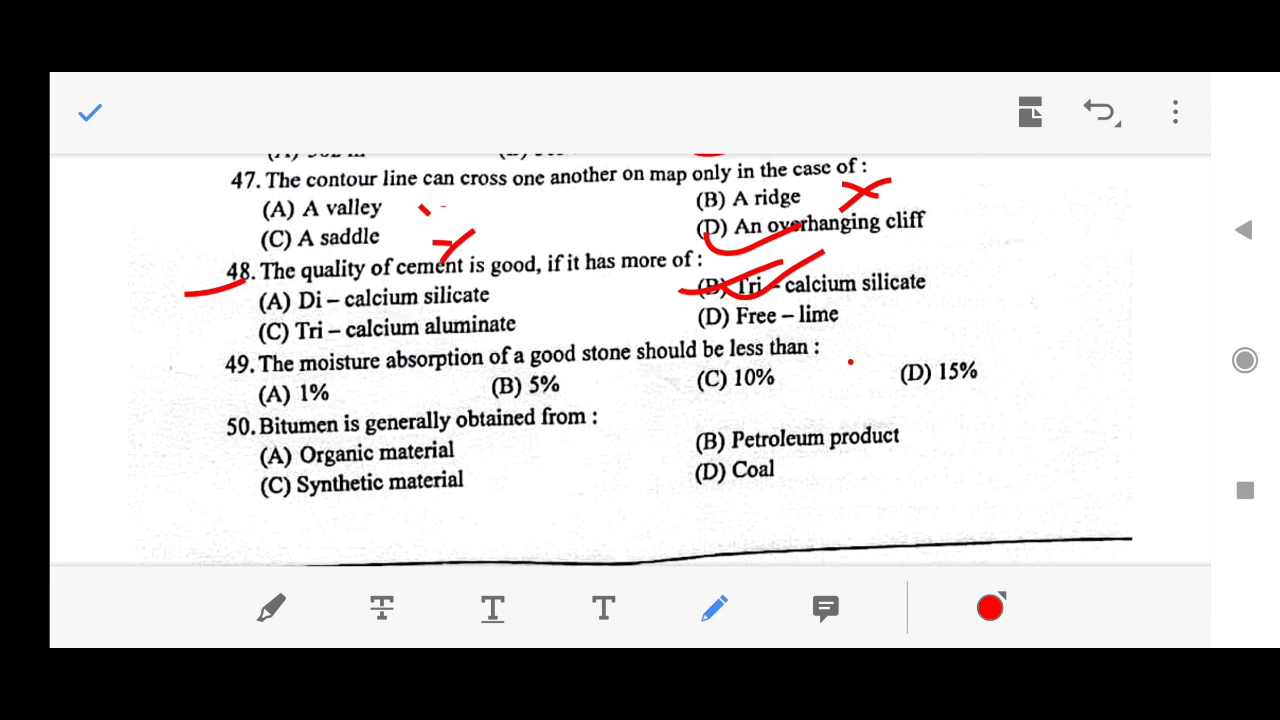 47. The contour line can cross one another on map only in the case of :
(A) A valley (B) A ridge
(C) A saddle (D) An overhanging cliff
48. The quality of cement is good, if it has more of :
(A) Di – calcium silicate (B) Tri – calcium silicate
(C) Tri – calcium aluminate (D) Free – lime
49. The moisture absorption of a good stone should be less than :
(A) 1% (B) 5% (C) 10% (D) 15%
50. Bitumen is generally obtained from :
(A) Organic material (B) Petroleum product
(C) Synthetic material (D) Coal